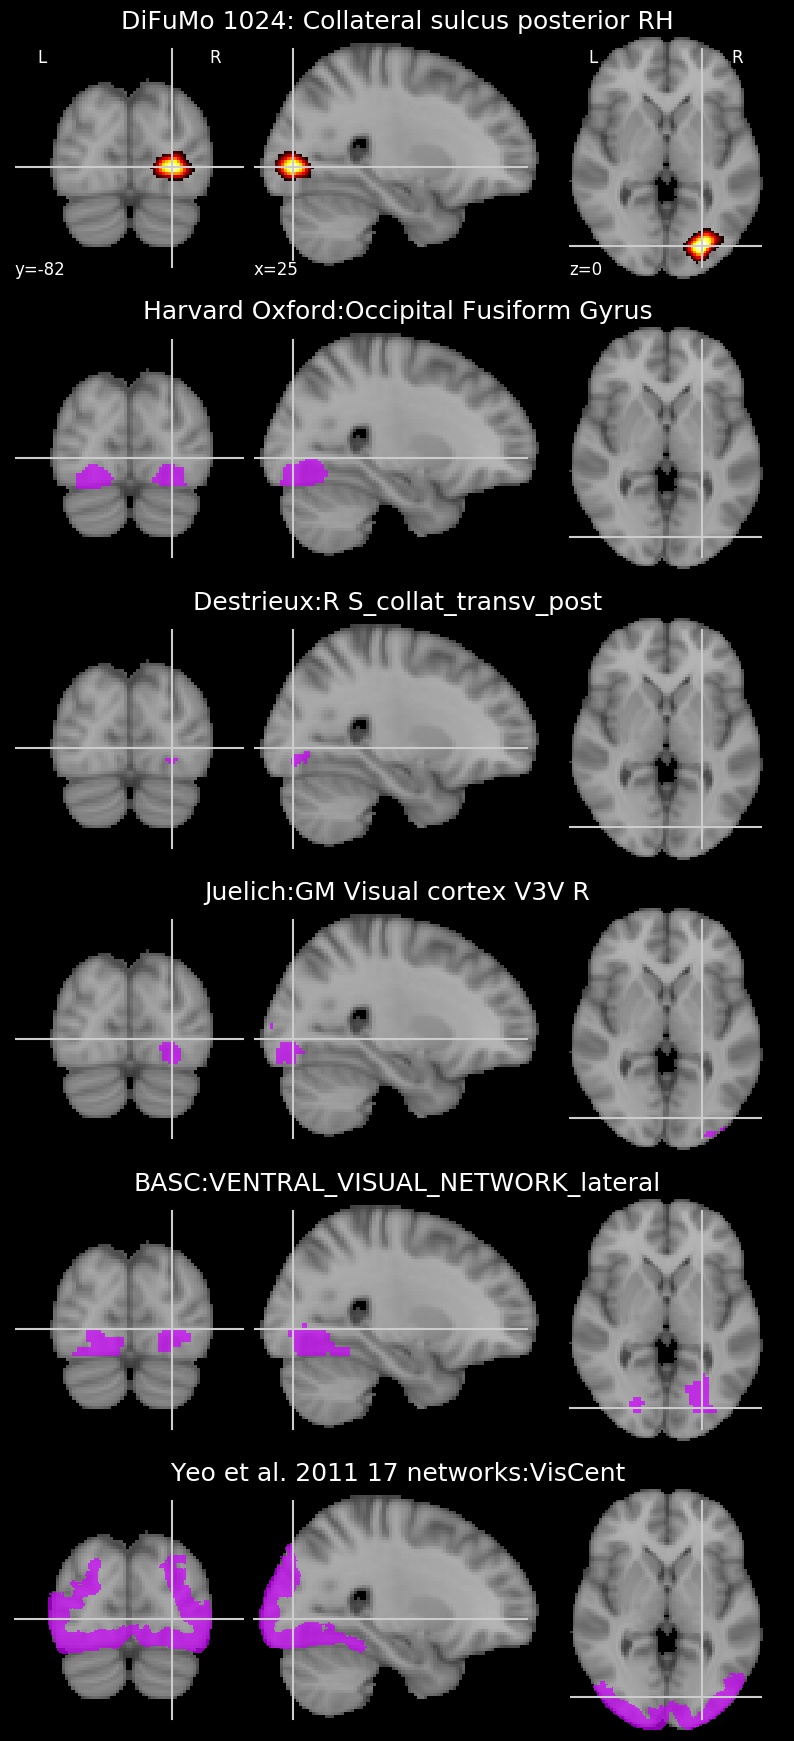 DiFuMo 1024: Collateral sulcus posterior RH
L R L R
y=-82 x=25 z=0
Harvard Oxford:Occipital Fusiform Gyrus
Destrieux:R S_collat_transv_post
Juelich:GM Visual cortex V3V R
BASC:VENTRAL_VISUAL_NETWORK_lateral
Yeo et al. 2011 17 networks:VisCent